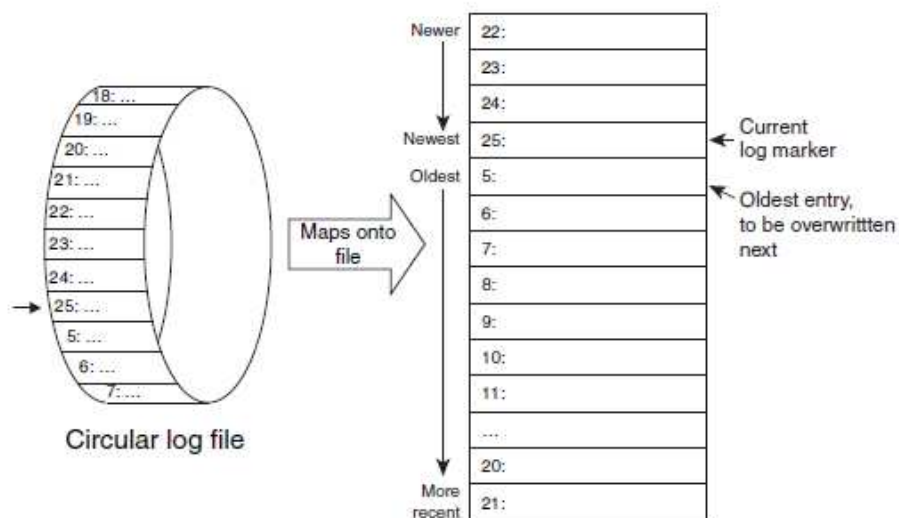 18: ...
19: ...
20: ...
21: ...
22: ...
23: ...
24: ...
25: ...
5: ...
6: ...
7: ...
Circular log file
Maps onto
file
Newer
Newest
Oldest
More
recent
22:
23:
24:
25:
5:
6:
7:
8:
9:
10:
11:
...
20:
21:
Current
log marker
Oldest entry,
to be overwrittten
next